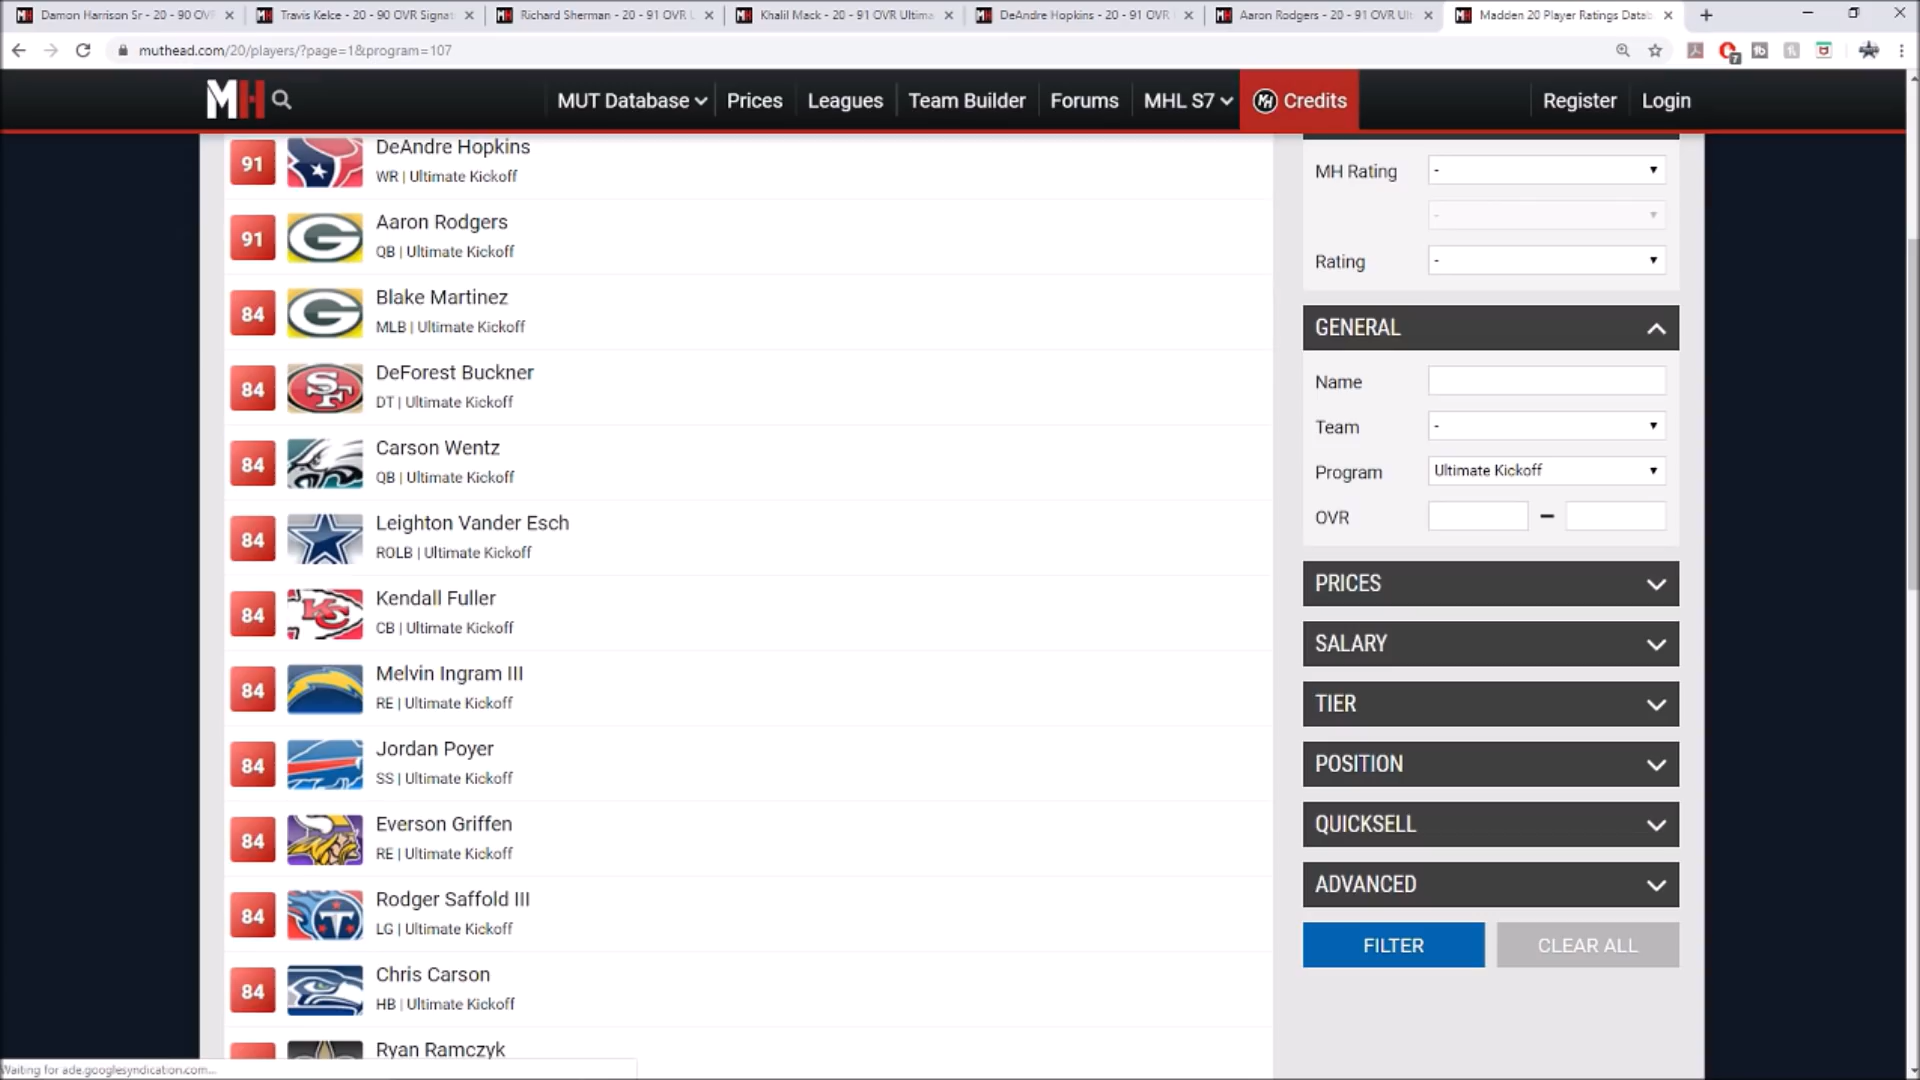 Damon Harrison Sr - 20 - 90 OVR
Travis Kelce - 20 - 90 OVR Signat
Richard Sherman - 20 - 91 OVR U
Khalil Mack - 20 - 91 OVR Ultima
DeAndre Hopkins - 20 - 91 OVR
Aaron Rodgers - 20 - 91 OVR Ult
Madden 20 Player Ratings Datab
muthead.com/20/players/?page=1&program=107
MH
MUT Database
Prices
Leagues
Team Builder
Forums
MHL S7
Credits
Register
Login
91
DeAndre Hopkins
WR | Ultimate Kickoff
91
Aaron Rodgers
QB | Ultimate Kickoff
84
Blake Martinez
MLB | Ultimate Kickoff
84
DeForest Buckner
DT | Ultimate Kickoff
84
Carson Wentz
QB | Ultimate Kickoff
84
Leighton Vander Esch
ROLB | Ultimate Kickoff
84
Kendall Fuller
CB | Ultimate Kickoff
84
Melvin Ingram III
RE | Ultimate Kickoff
84
Jordan Poyer
SS | Ultimate Kickoff
84
Everson Griffen
RE | Ultimate Kickoff
84
Rodger Saffold III
LG | Ultimate Kickoff
84
Chris Carson
HB | Ultimate Kickoff
Ryan Ramczyk
MH Rating
-
-
Rating
-
GENERAL
Name
Team
-
Program
Ultimate Kickoff
OVR
–
PRICES
SALARY
TIER
POSITION
QUICKSELL
ADVANCED
FILTER
CLEAR ALL
Waiting for ade.googlesyndication.com...